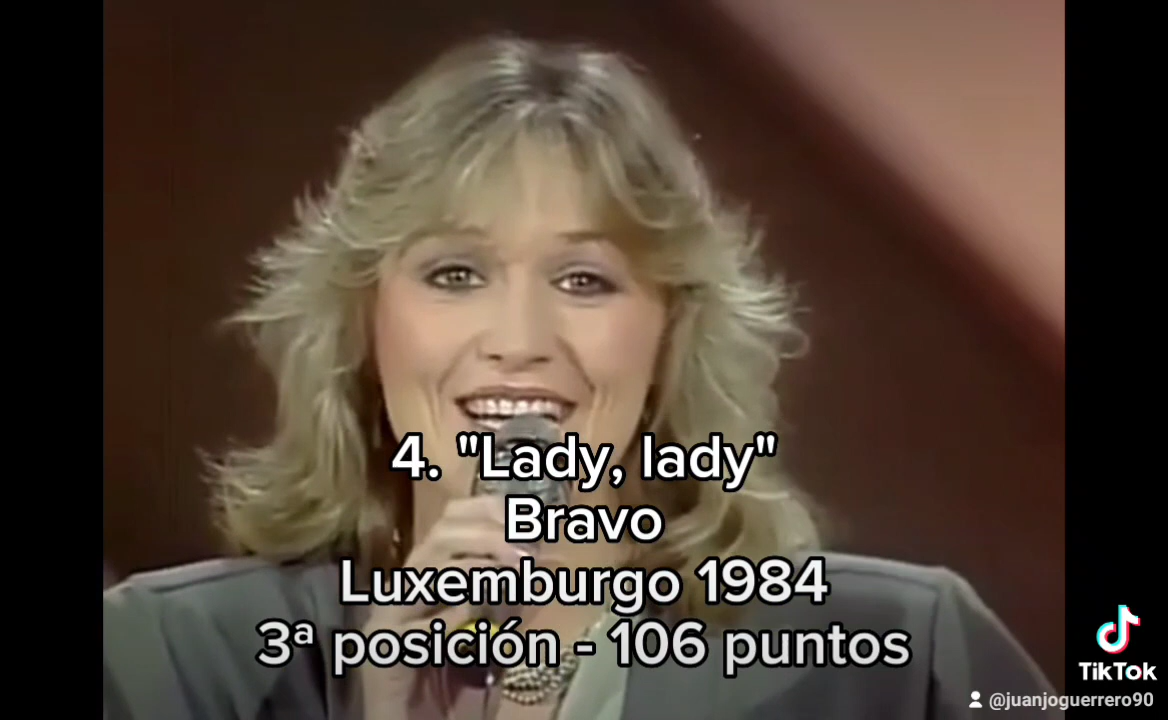 4. "Lady, lady"
Bravo
Luxemburgo 1984
3ª posición - 106 puntos
TikTok
@juanjoguerrero90